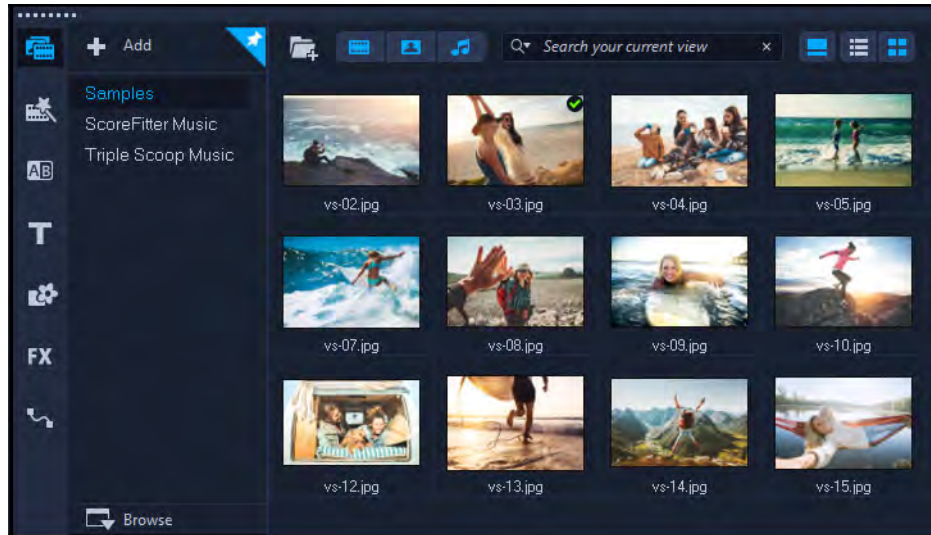 Add
Search your current view
Samples
ScoreFitter Music
Triple Scoop Music
vs-02.jpg
vs-03.jpg
vs-04.jpg
vs-05.jpg
AB
T
vs-07.jpg
vs-08.jpg
vs-09.jpg
vs-10.jpg
FX
vs-12.jpg
vs-13.jpg
vs-14.jpg
vs-15.jpg
Browse